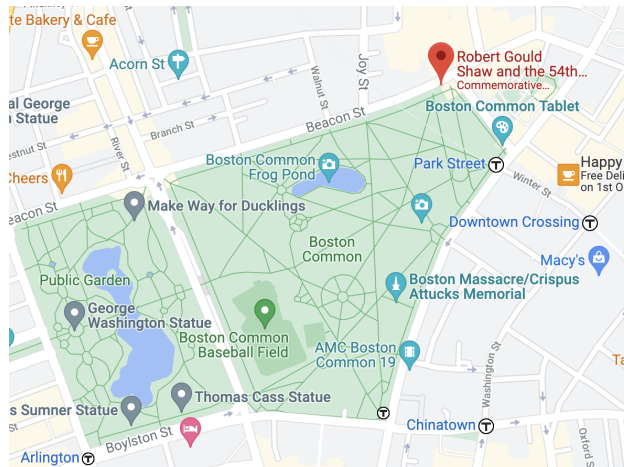 te Bakery & Cafe
Acorn St
al George
n Statue
Walnut St
Joy St
Robert Gould
Shaw and the 54th...
Commemorative...
Boston Common Tablet
Beacon St
Branch St
estnut St
River St
Cheers
Boston Common
Frog Pond
Park Street
T
Happy
Free Deli
on 1st O
Winter St
eacon St
Make Way for Ducklings
Downtown Crossing
T
Boston
Common
Macy's
Public Garden
Boston Massacre/Crispus
Attucks Memorial
George
Washington Statue
Boston Common
Baseball Field
AMC Boston
Common 19
Washington St
Ta
Thomas Cass Statue
s Sumner Statue
T
Chinatown
T
Boylston St
Oxford S
Arlington
T